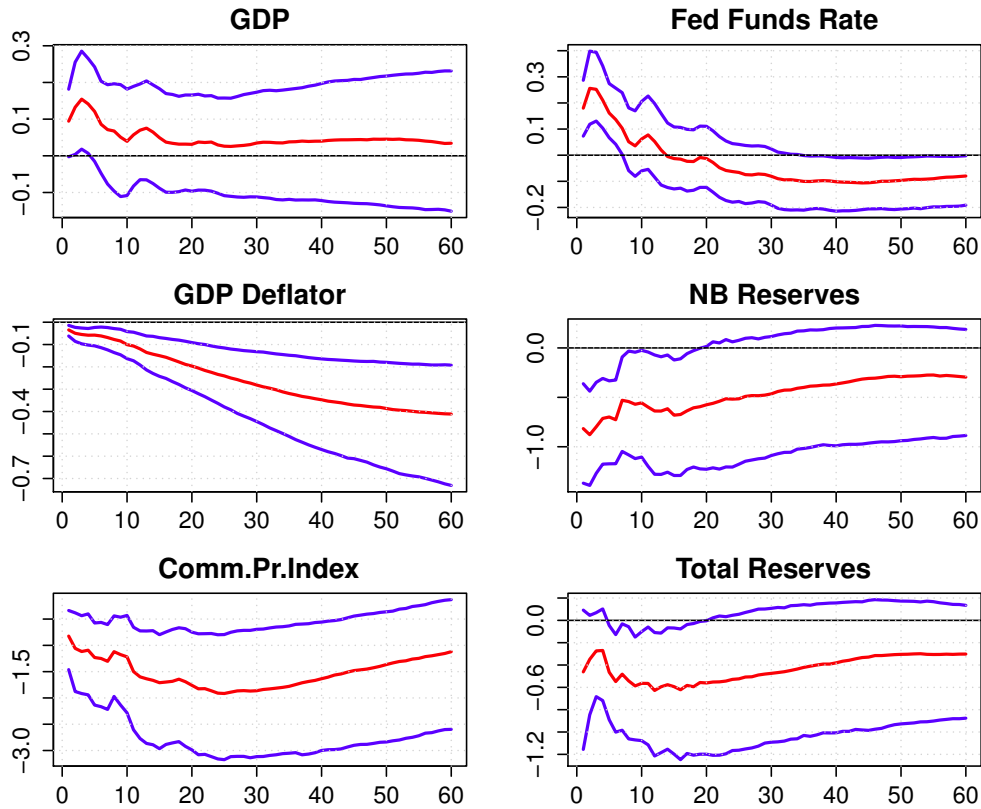 GDP
0.3
0.1
−0.1
0 10 20 30 40 50 60
Fed Funds Rate
0.3
0.1
−0.2
0 10 20 30 40 50 60
GDP Deflator
−0.1
−0.4
−0.7
0 10 20 30 40 50 60
NB Reserves
0.0
−1.0
0 10 20 30 40 50 60
Comm.Pr.Index
−1.5
−3.0
0 10 20 30 40 50 60
Total Reserves
0.0
−0.6
−1.2
0 10 20 30 40 50 60